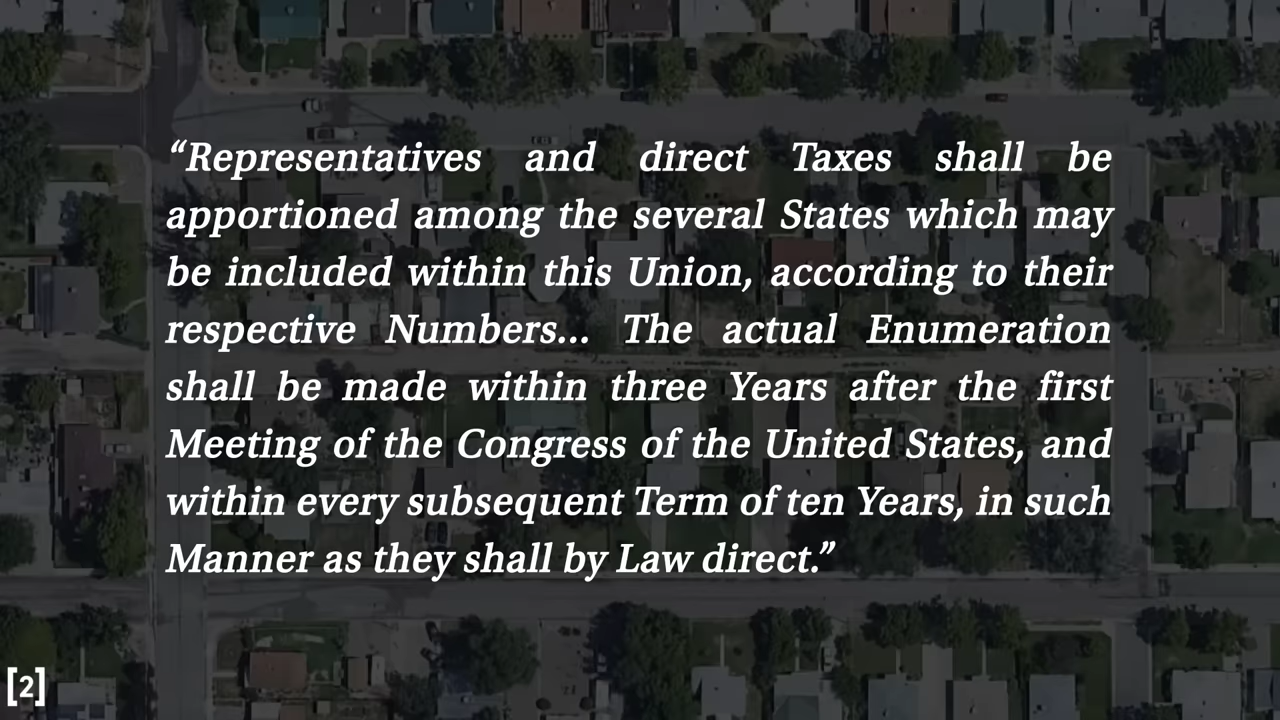 “Representatives and direct Taxes shall be
apportioned among the several States which may
be included within this Union, according to their
respective Numbers... The actual Enumeration
shall be made within three Years after the first
Meeting of the Congress of the United States, and
within every subsequent Term of ten Years, in such
Manner as they shall by Law direct.”
[2]